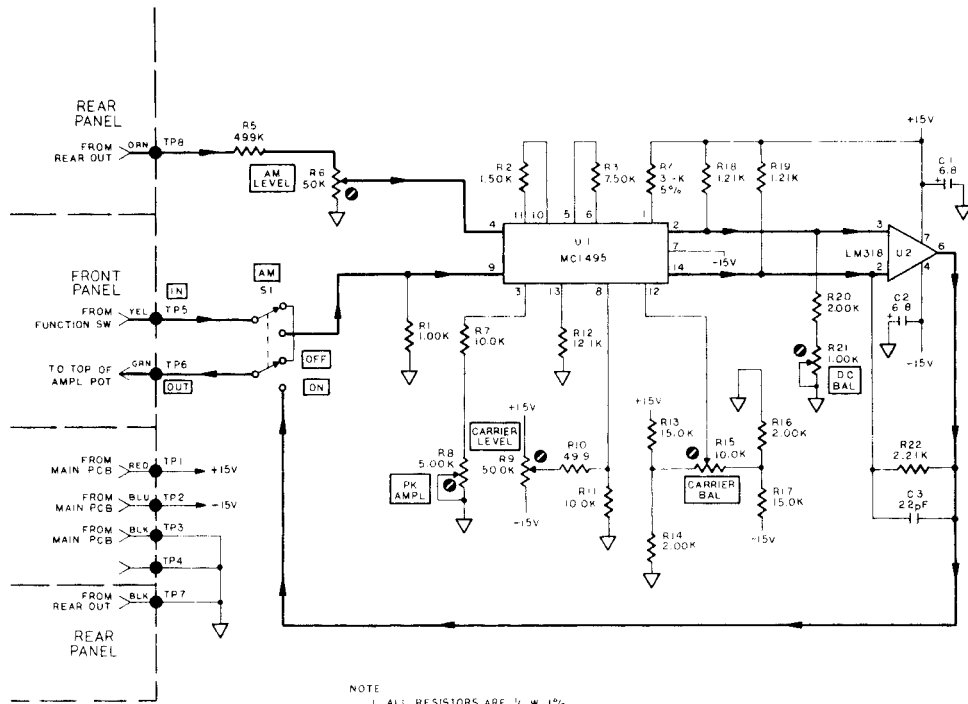 REAR
PANEL
FROM
REAR OUT
ORN
TP8
R5
49.9K
AM
LEVEL
R6
50K
FRONT
PANEL
IN
FROM
FUNCTION SW
YEL
TP5
AM
S1
TO TOP OF
AMPL POT
GRN
TP6
OUT
OFF
ON
FROM
MAIN PCB
RED
TP1
+15V
FROM
MAIN PCB
BLU
TP2
-15V
FROM
MAIN PCB
BLK
TP3
TP4
FROM
REAR OUT
BLK
TP7
REAR
PANEL
R2
1.50K
R3
7.50K
R4
5%
R18
1.21K
R19
1.21K
+15V
C1
6.8
+
11
10
5
6
1
4
9
U1
MC1495
2
7
-15V
14
3
13
8
12
3
2
LM318
U2
7
6
4
C2
6.8
+
-15V
R1
1.00K
R7
10.0K
R12
12.1K
R20
2.00K
R21
1.00K
DC
BAL
+15V
CARRIER
LEVEL
R8
5.00K
PK
AMPL
R9
50.0K
-15V
R10
49.9
R11
10.0K
+15V
R13
15.0K
R14
2.00K
R15
10.0K
CARRIER
BAL
R16
2.00K
R17
15.0K
-15V
R22
2.21K
C3
22pF
NOTE
ALL RESISTORS ARE